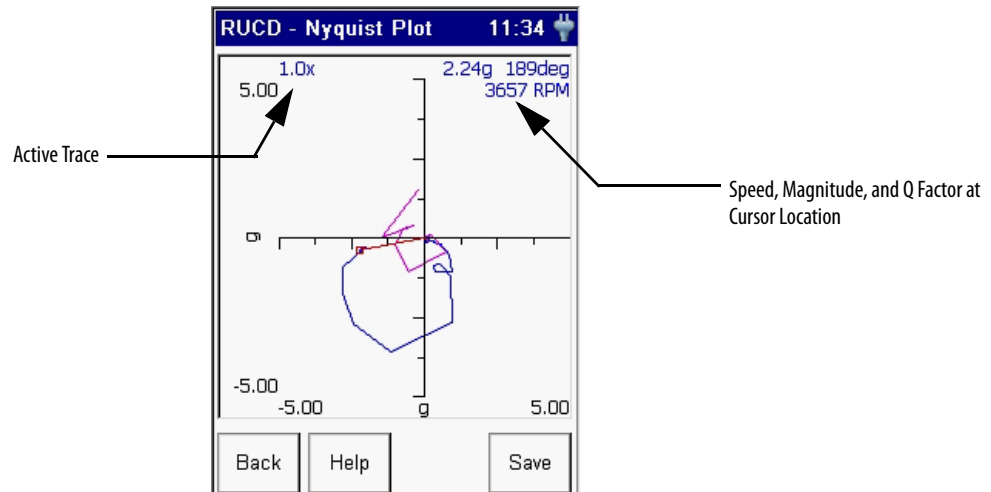 RUCD - Nyquist Plot 11:34
1.0x 2.24g 189deg
5.00 3657 RPM
Active Trace
Speed, Magnitude, and Q Factor at
Cursor Location
g
-5.00
-5.00 g 5.00
Back Help Save